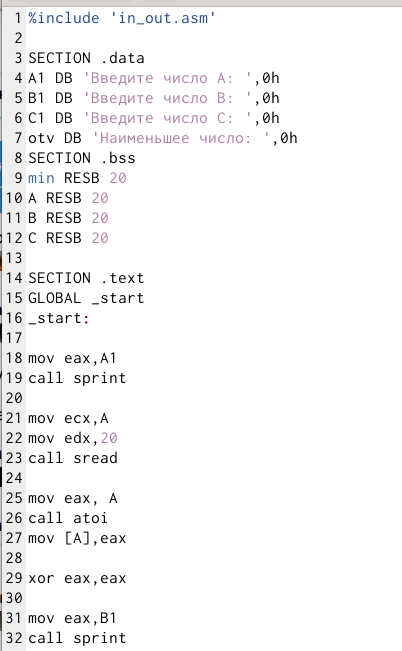 1 %include 'in_out.asm'
2
3 SECTION .data
4 A1 DB 'Введите число А: ',0h
5 B1 DB 'Введите число В: ',0h
6 C1 DB 'Введите число С: ',0h
7 otv DB 'Наименьшее число: ',0h
8 SECTION .bss
9 min RESB 20
10 A RESB 20
11 B RESB 20
12 C RESB 20
13
14 SECTION .text
15 GLOBAL _start
16 _start:
17
18 mov eax,A1
19 call sprint
20
21 mov ecx,A
22 mov edx,20
23 call sread
24
25 mov eax, A
26 call atoi
27 mov [A],eax
28
29 xor eax,eax
30
31 mov eax,B1
32 call sprint